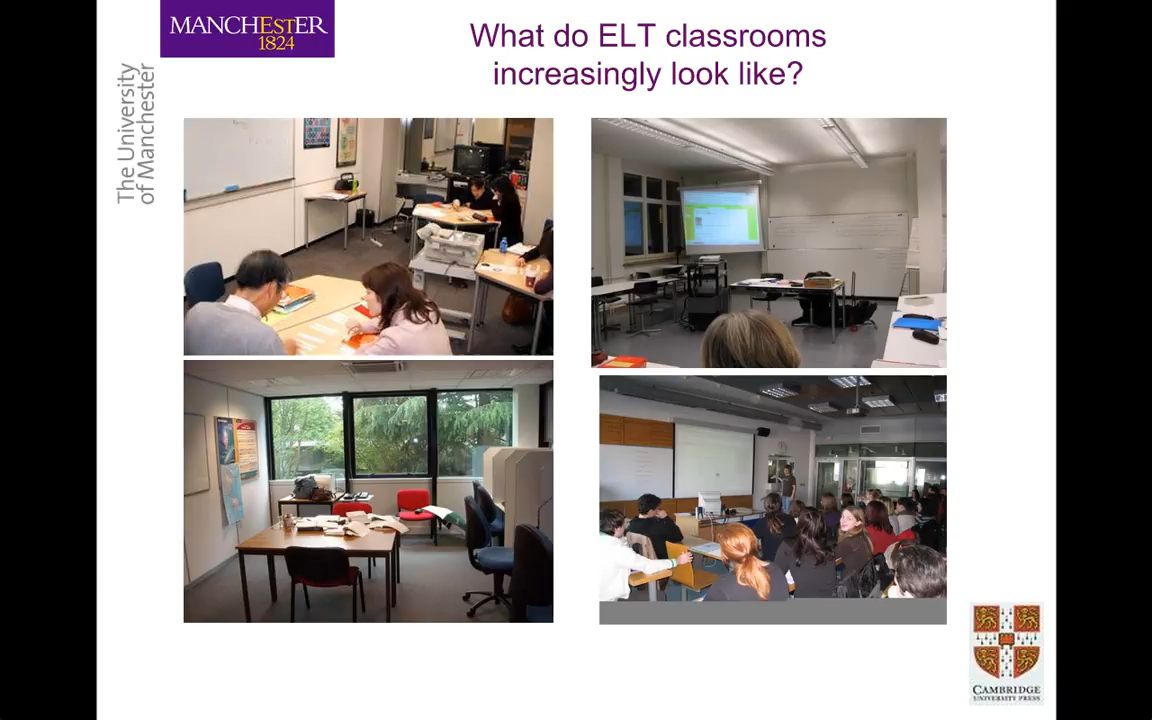 MANCHESTER
1824
The University
of Manchester
What do ELT classrooms
increasingly look like?
CAMBRIDGE
UNIVERSITY PRESS